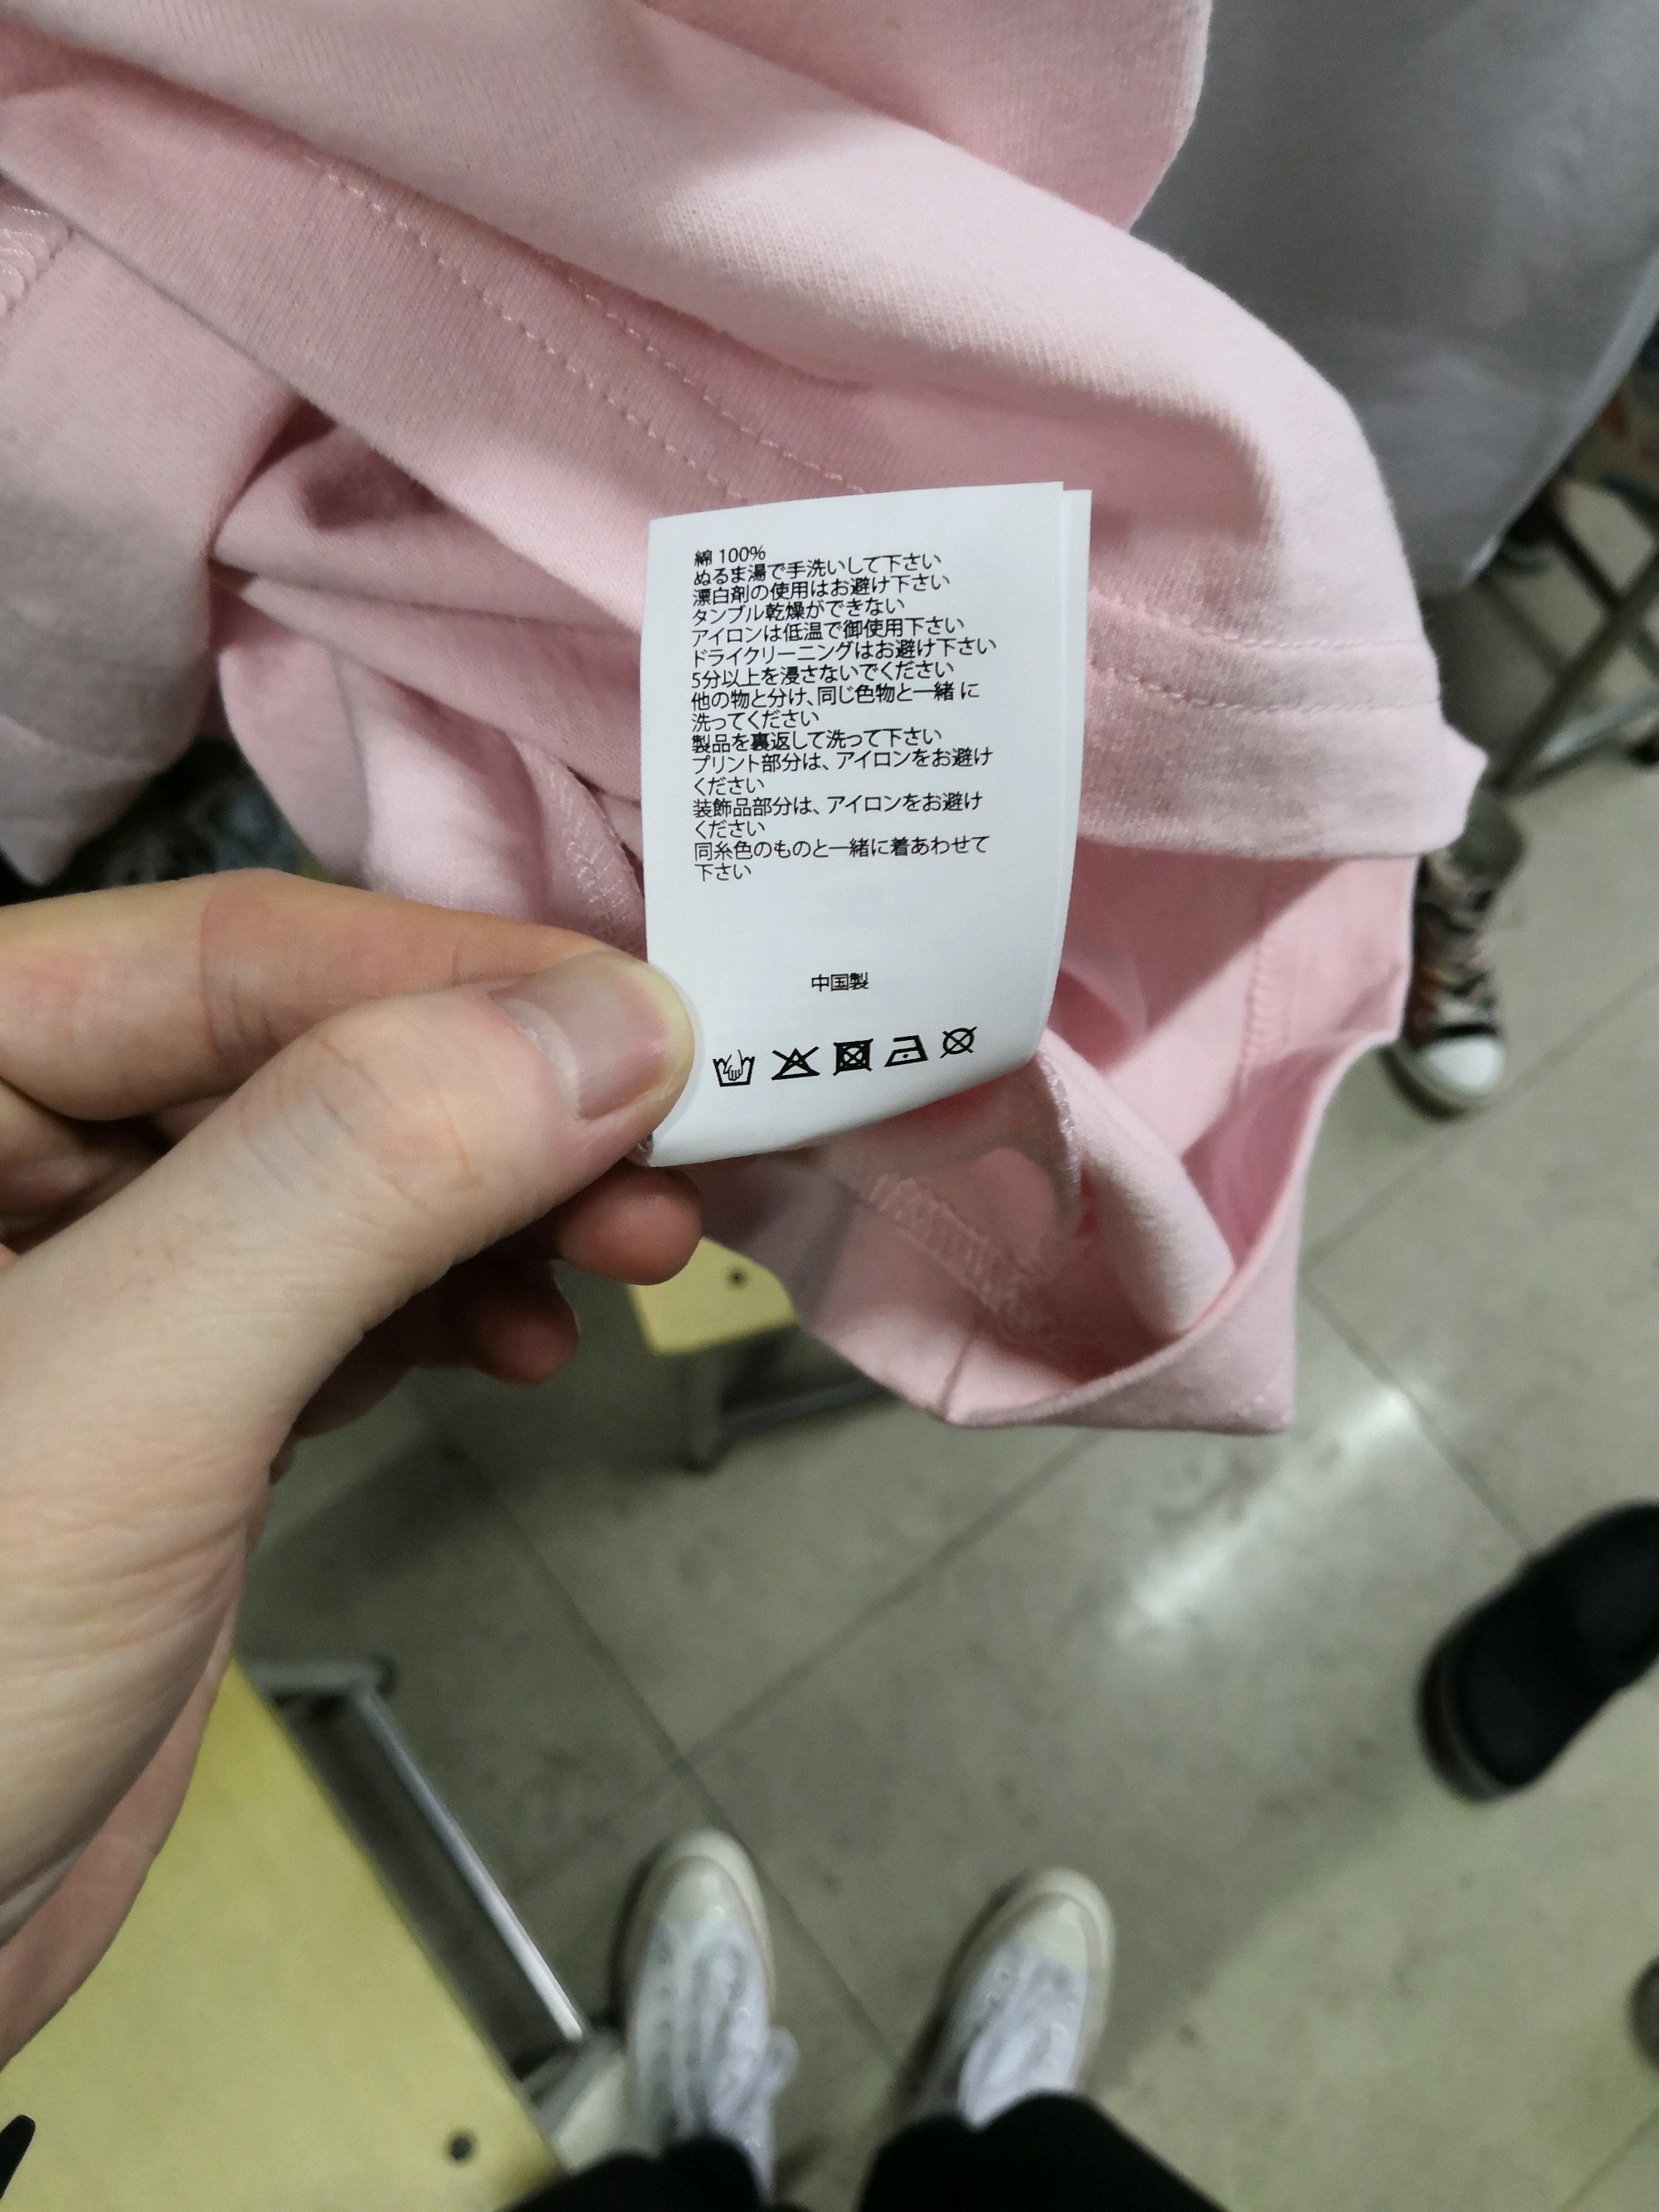 綿 100%
ぬるま湯で手洗いして下さい
漂白剤の使用はお避け下さい
タンブル乾燥ができない
アイロンは低温で御使用下さい
ドライクリーニングはお避け下さい
5分以上を浸さないでください
他の物と分け、同じ色物と一緒 に
洗ってください
製品を裏返して洗って下さい
プリント部分は、アイロンをお避け
ください
装飾品部分は、アイロンをお避け
ください
同糸色のものと一緒に着あわせて
下さい
中国製